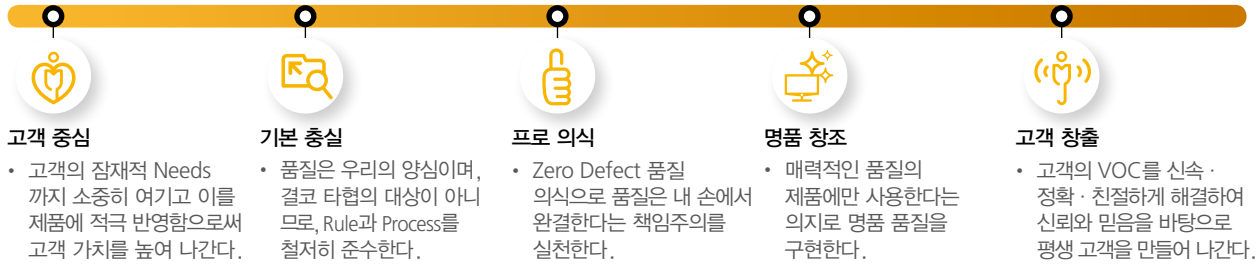 고객 중심
• 고객의 잠재적 Needs
까지 소중히 여기고 이를
제품에 적극 반영함으로써
고객 가치를 높여 나간다.
기본 충실
• 품질은 우리의 양심이며,
결코 타협의 대상이 아니
므로, Rule과 Process를
철저히 준수한다.
프로 의식
• Zero Defect 품질
의식으로 품질은 내 손에서
완결한다는 책임주의를
실천한다.
명품 창조
• 매력적인 품질의
제품에만 사용한다는
의지로 명품 품질을
구현한다.
고객 창출
• 고객의 VOC를 신속 ·
정확 · 친절하게 해결하여
신뢰와 믿음을 바탕으로
평생 고객을 만들어 나간다.